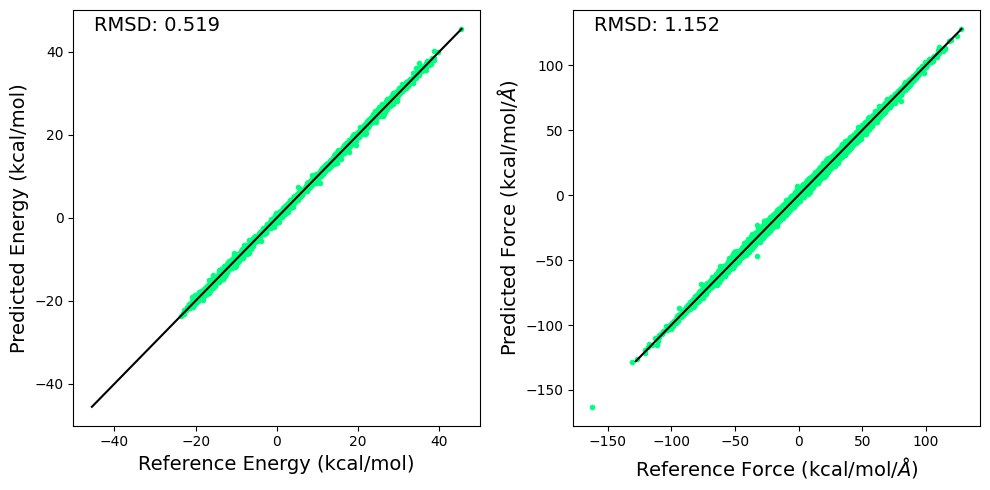 RMSD: 0.519
Predicted Energy (kcal/mol)
40
20
0
−20
−40
−40 −20 0 20 40
Reference Energy (kcal/mol)
RMSD: 1.152
Predicted Force (kcal/mol/Å)
100
50
0
−50
−100
−150
−150 −100 −50 0 50 100
Reference Force (kcal/mol/Å)